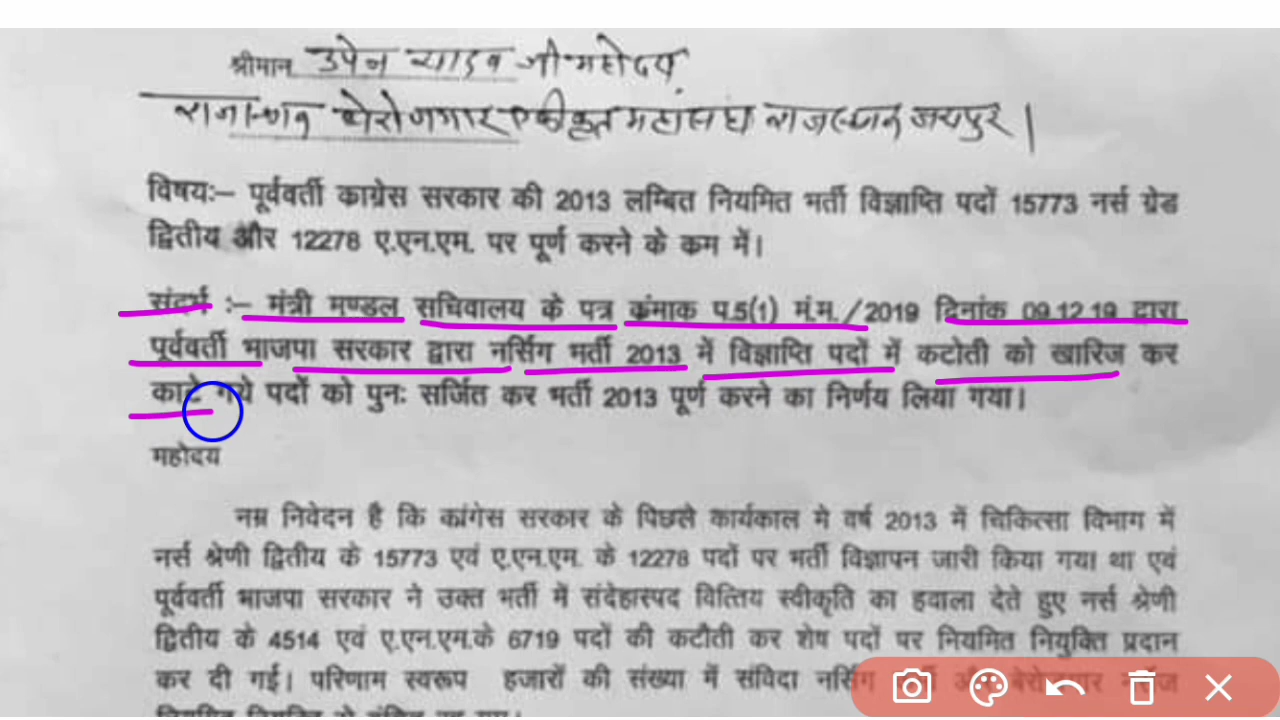 श्रीमान उपेन यादव जी महोदय
राजस्थान बेरोजगार एकीकृत महासंघ राजस्थान जयपुर।
विषयः– पूर्ववर्ती काग्रेस सरकार की 2013 लम्बित नियमित भर्ती विज्ञाप्ति पदों 15773 नर्स ग्रेड
द्वितीय और 12278 ए.एन.एम. पर पूर्ण करने के कम में।
संदर्भ :– मंत्री मण्डल सचिवालय के पत्र कंमाक प.5(1) मं.म./2019 दिनांक 09.12.19 द्वारा
पूर्ववर्ती भाजपा सरकार द्वारा नर्सिग भर्ती 2013 में विज्ञाप्ति पदों में कटोती को खारिज कर
काटे गये पदों को पुनः सर्जित कर भर्ती 2013 पूर्ण करने का निर्णय लिया गया।
महोदय
नम्र निवेदन है कि कांगेस सरकार के पिछले कार्यकाल मे वर्ष 2013 में चिकित्सा विभाग में
नर्स श्रेणी द्वितीय के 15773 एवं ए.एन.एम. के 12278 पदों पर भर्ती विज्ञापन जारी किया गया था एवं
पूर्ववर्ती भाजपा सरकार ने उक्त भर्ती में संदेहास्पद वित्तिय स्वीकृति का हवाला देते हुए नर्स श्रेणी
द्वितीय के 4514 एवं ए.एन.एम.के 6719 पदों की कटौती कर शेष पदों पर नियमित नियुक्ति प्रदान
कर दी गई। परिणाम स्वरूप हजारों की संख्या में संविदा नर्सिग बेरोजगार